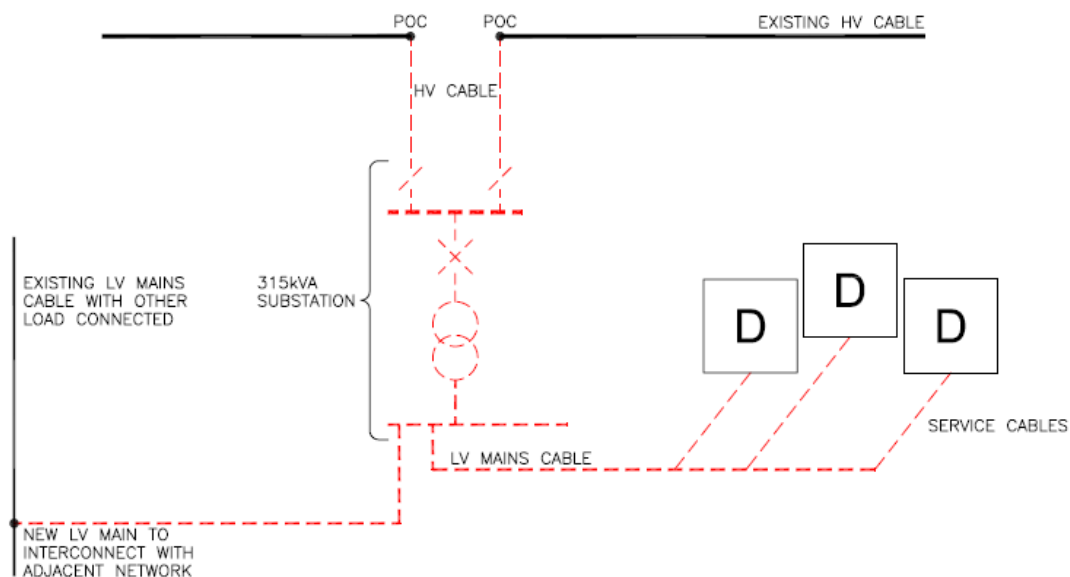 POC
POC
EXISTING HV CABLE
HV CABLE
EXISTING LV MAINS
CABLE WITH OTHER
LOAD CONNECTED
315kVA
SUBSTATION
D
D
D
SERVICE CABLES
LV MAINS CABLE
NEW LV MAIN TO
INTERCONNECT WITH
ADJACENT NETWORK